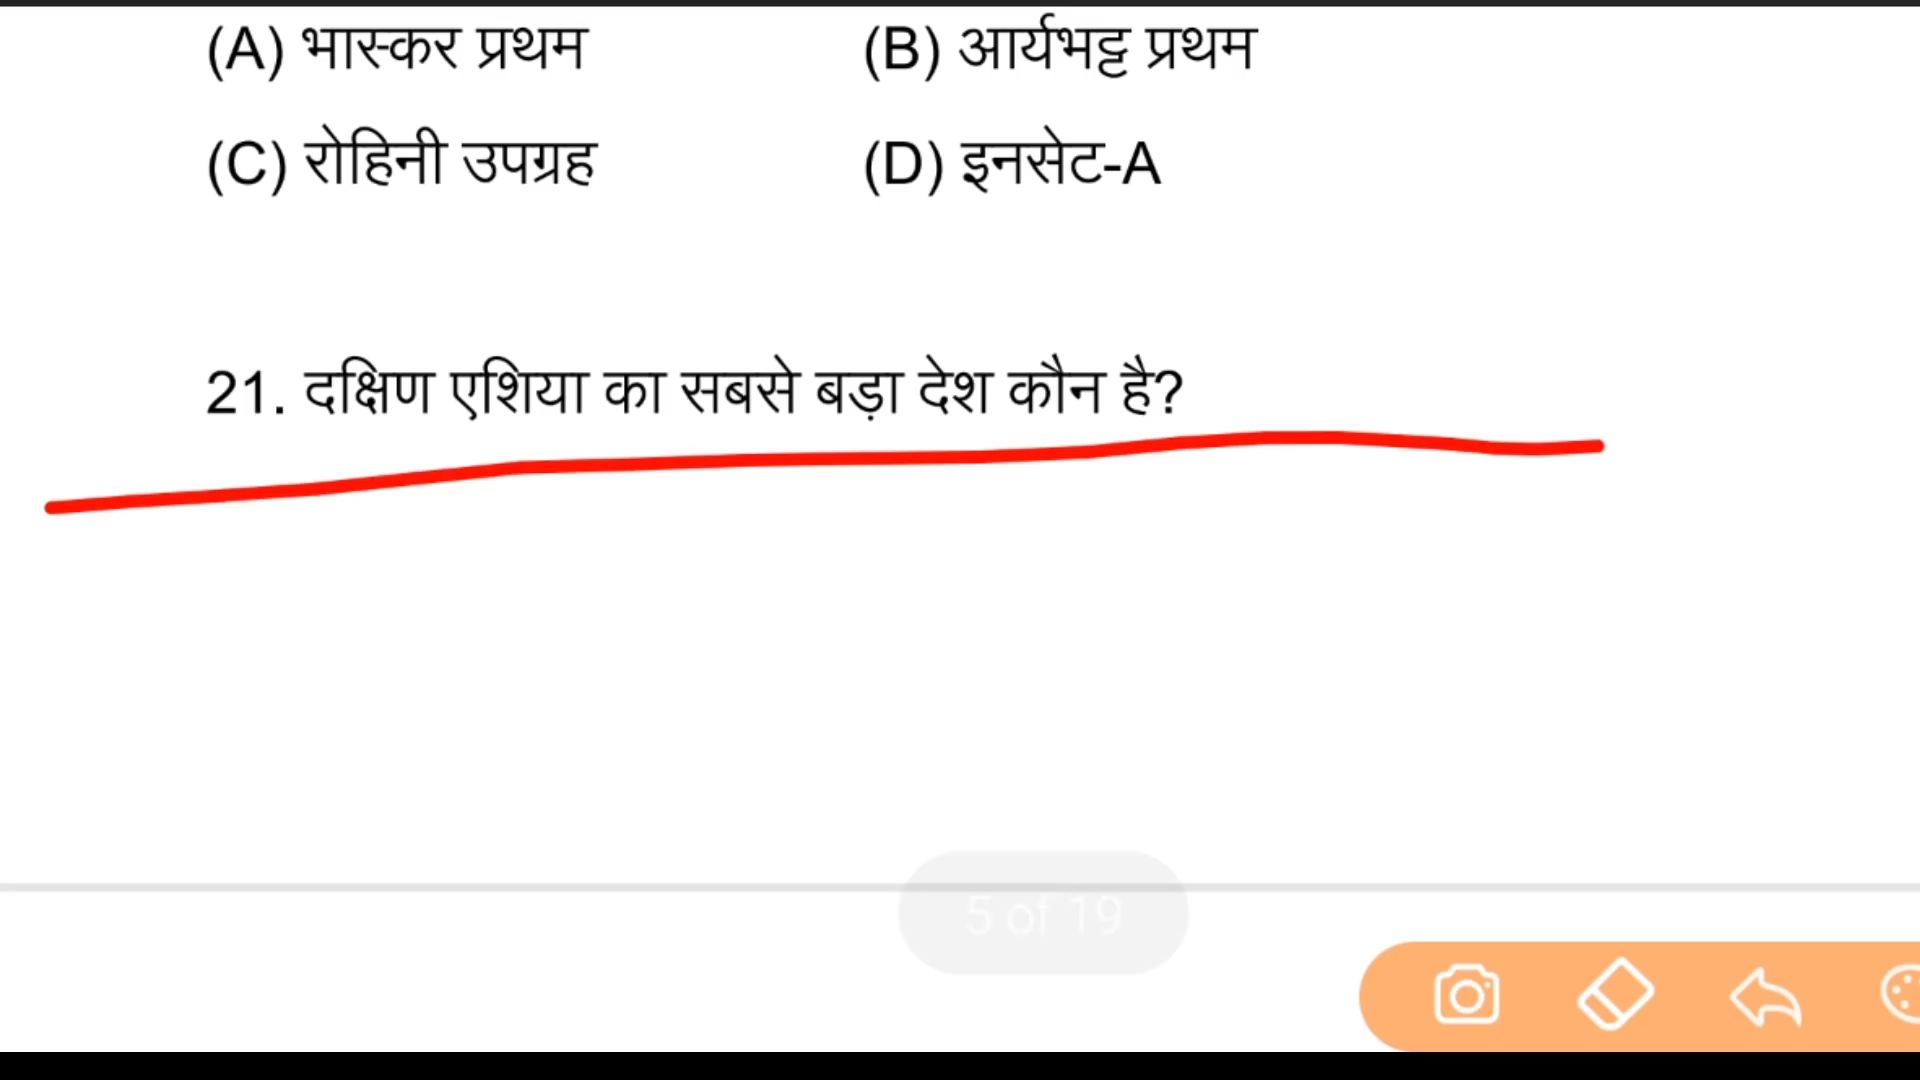 (A) भास्कर प्रथम (B) आर्यभट्ट प्रथम
(C) रोहिनी उपग्रह (D) इनसेट-A
21. दक्षिण एशिया का सबसे बड़ा देश कौन है?
5 of 19